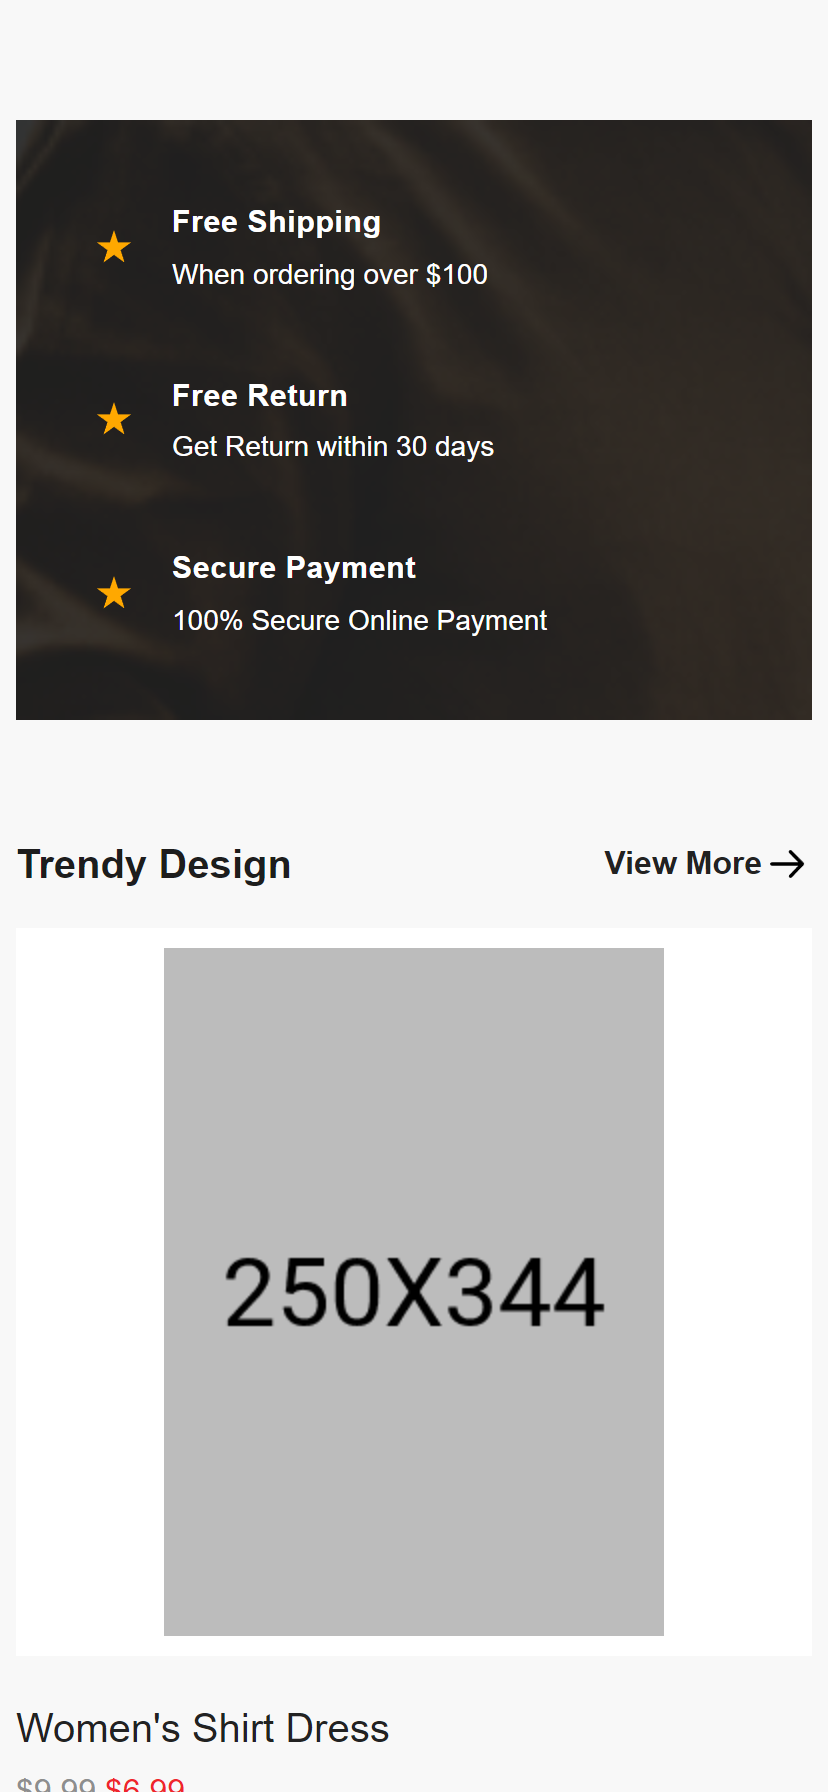 Free Shipping
When ordering over $100
Free Return
Get Return within 30 days
Secure Payment
100% Secure Online Payment
Trendy Design
View More
250X344
Women's Shirt Dress
$9.99 $6.99